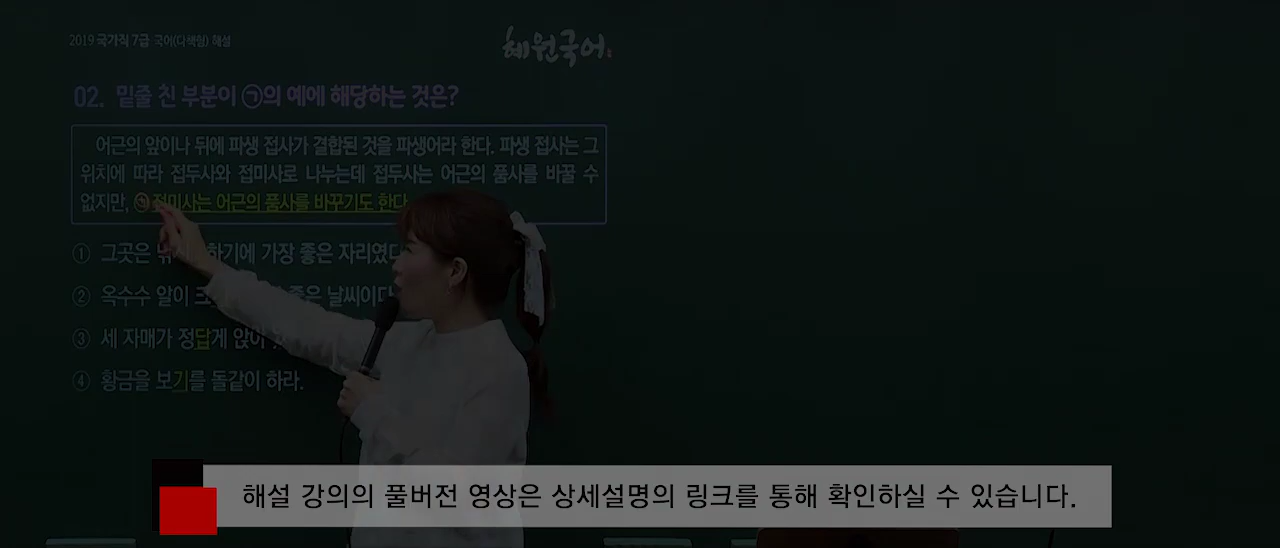 2019 국가직 7급 국어(다책형) 해설
혜원국어
02. 밑줄 친 부분이 ㉠의 예에 해당하는 것은?
어근의 앞이나 뒤에 파생 접사가 결합된 것을 파생어라 한다. 파생 접사는 그
위치에 따라 접두사와 접미사로 나누는데 접두사는 어근의 품사를 바꿀 수
없지만, ㉠접미사는 어근의 품사를 바꾸기도 한다
① 그곳은 하기에 가장 좋은 자리였
② 옥수수 알이 좋은 날씨이다
③ 세 자매가 정답게 앉아
④ 황금을 보기를 돌같이 하라.
해설 강의의 풀버전 영상은 상세설명의 링크를 통해 확인하실 수 있습니다.